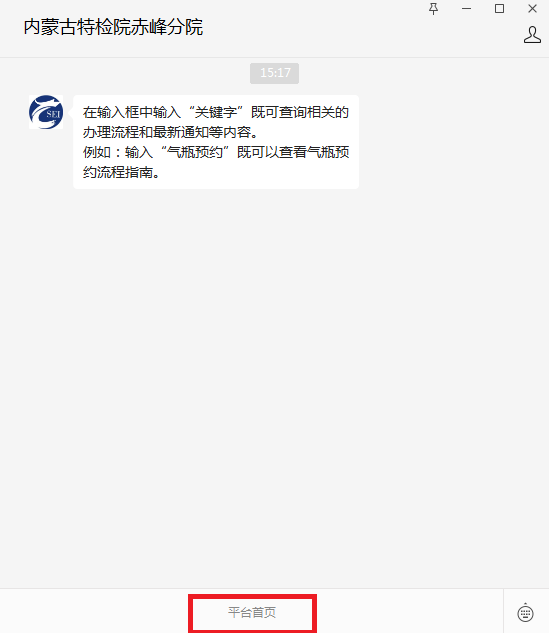 内蒙古特检院赤峰分院
15:17
SEI
在输入框中输入“关键字”既可查询相关的
办理流程和最新通知等内容。
例如：输入“气瓶预约”既可以查看气瓶预
约流程指南。
平台首页